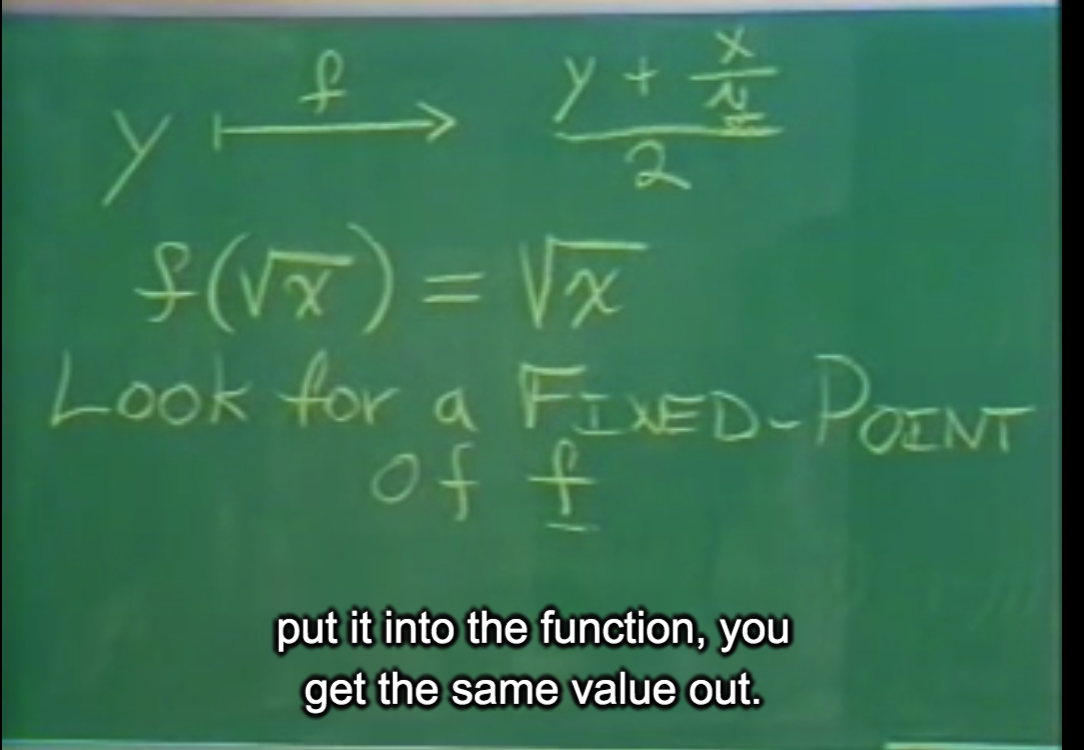 y ⟼ f (y + x/y)/2
f(√x) = √x
Look for a FIXED-POINT
of f
put it into the function, you
get the same value out.